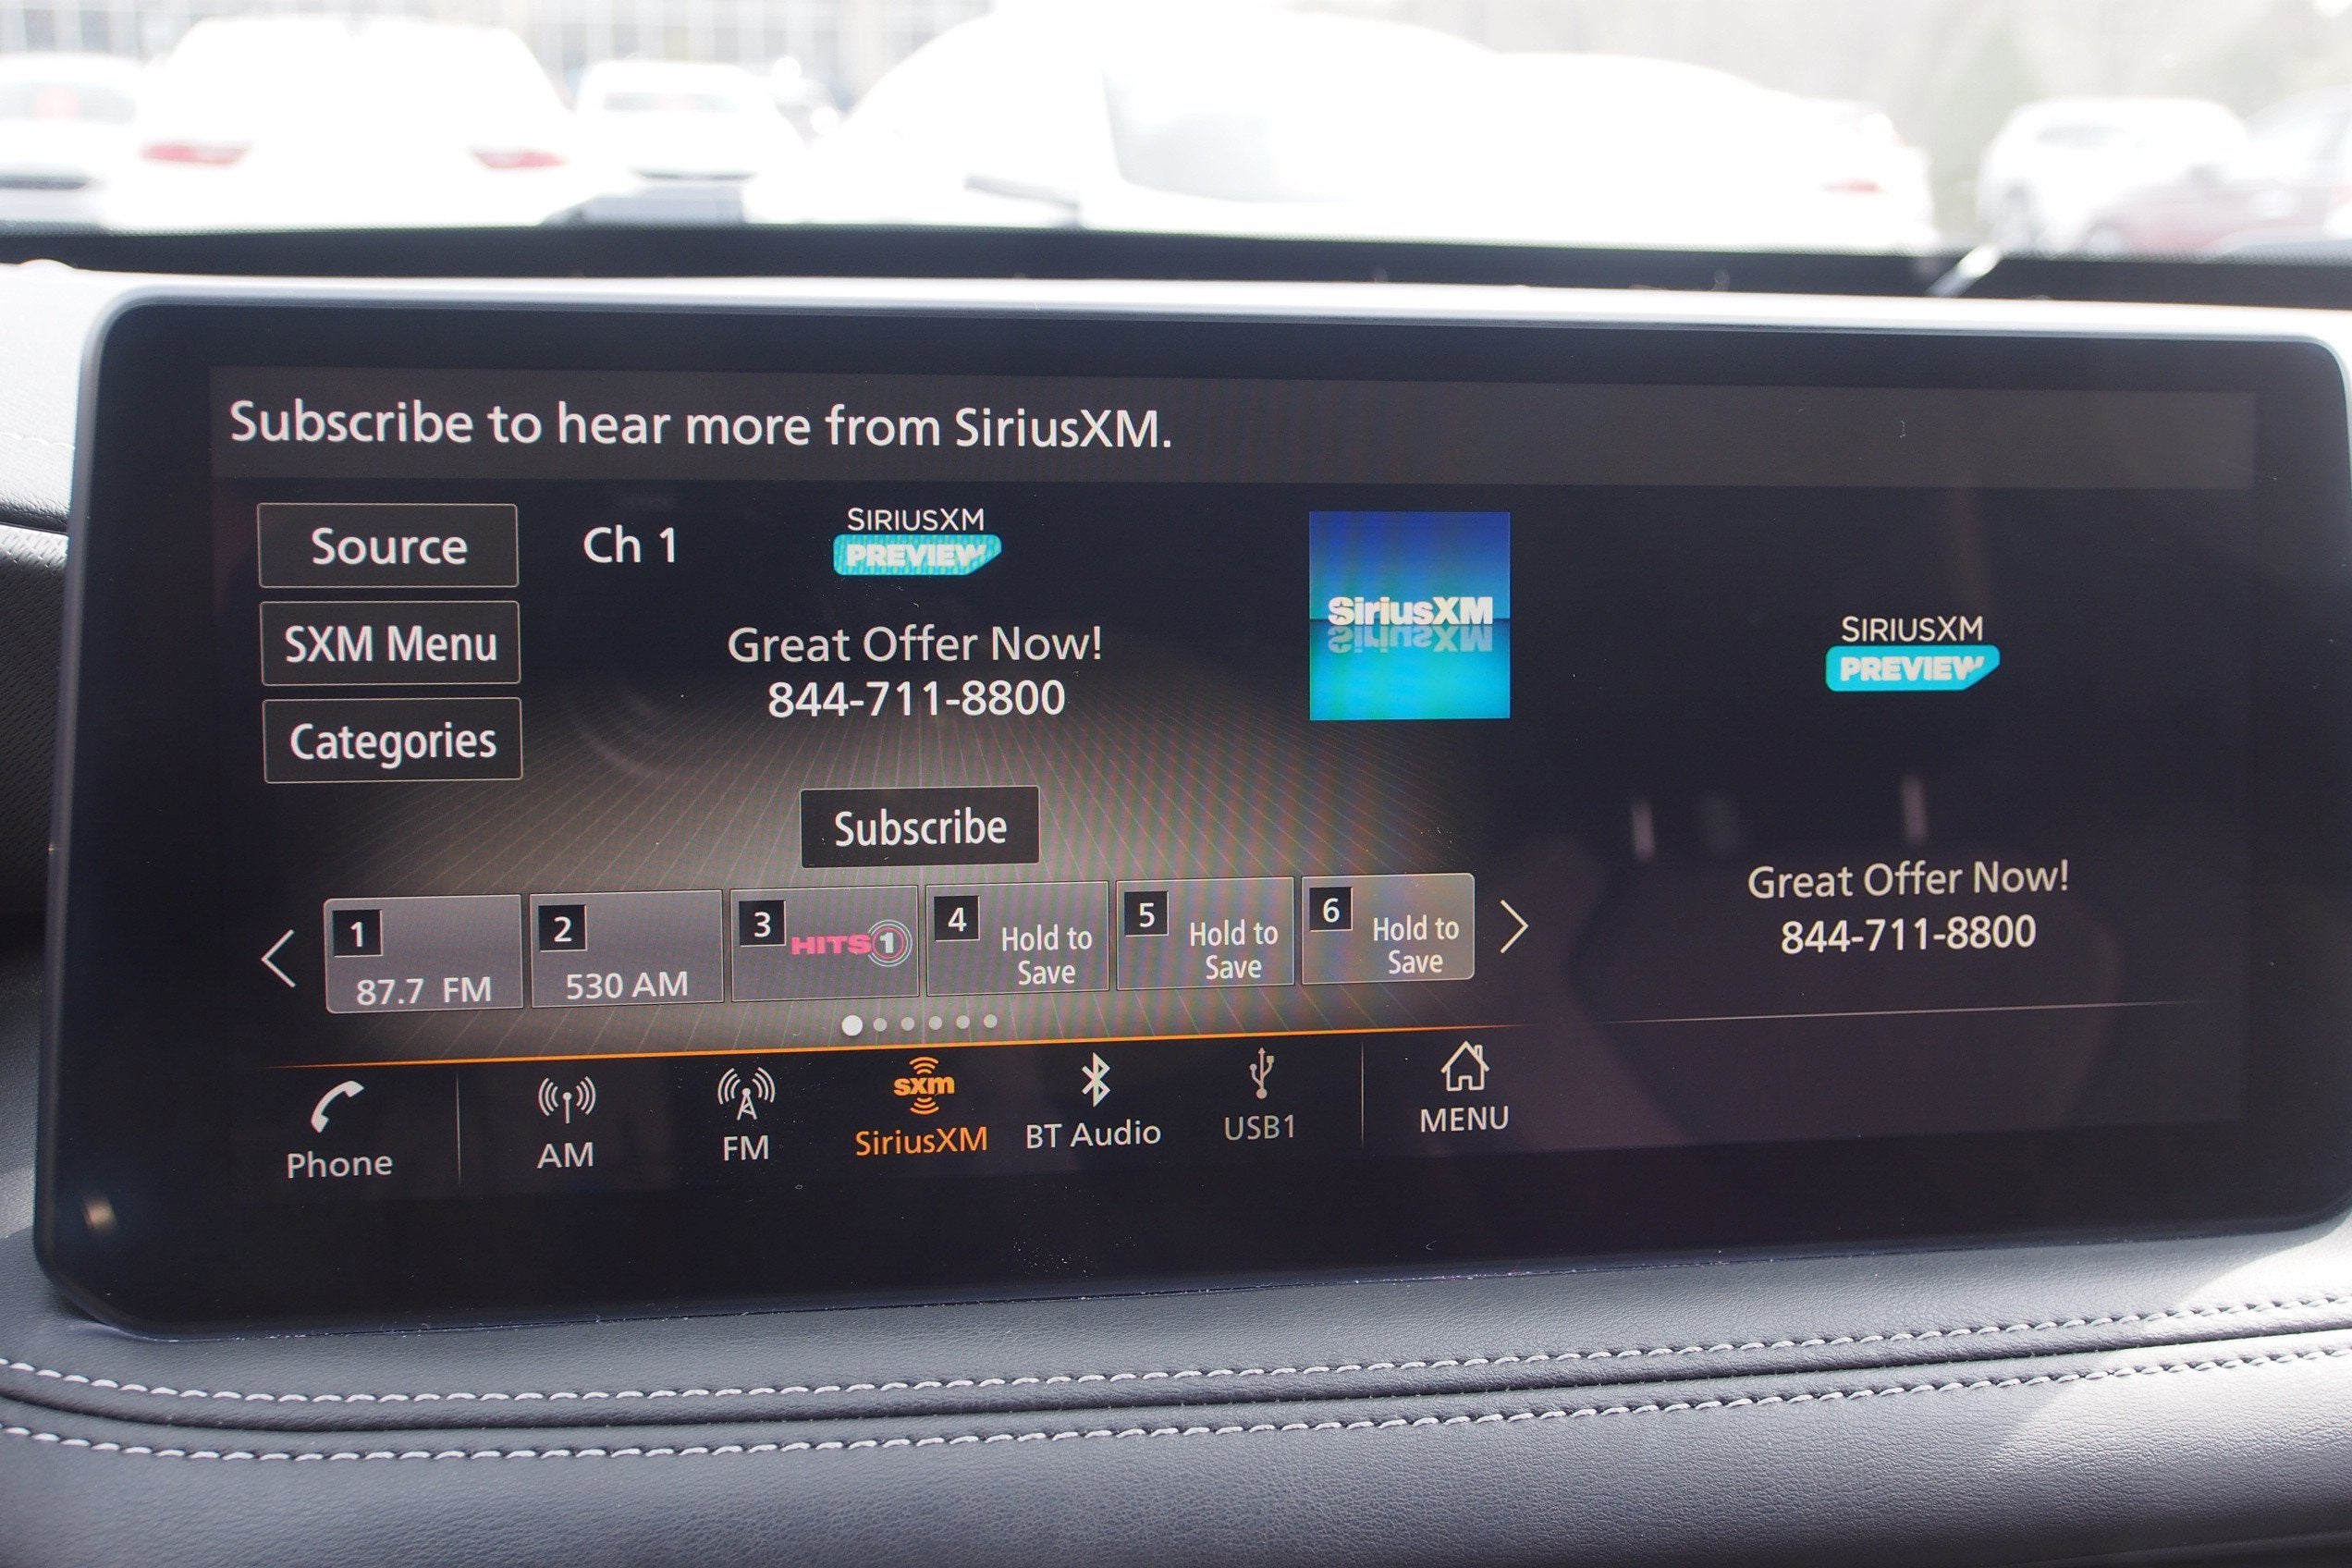 Subscribe to hear more from SiriusXM.
Source
Ch 1
SIRIUSXM
PREVIEW
SXM Menu
Great Offer Now!
844-711-8800
Categories
SiriusXM
SIRIUSXM
PREVIEW
Subscribe
Great Offer Now!
844-711-8800
1
87.7 FM
2
530 AM
3
HITS 1
4
Hold to
Save
5
Hold to
Save
6
Hold to
Save
Phone
AM
FM
sxm
SiriusXM
BT Audio
USB1
MENU